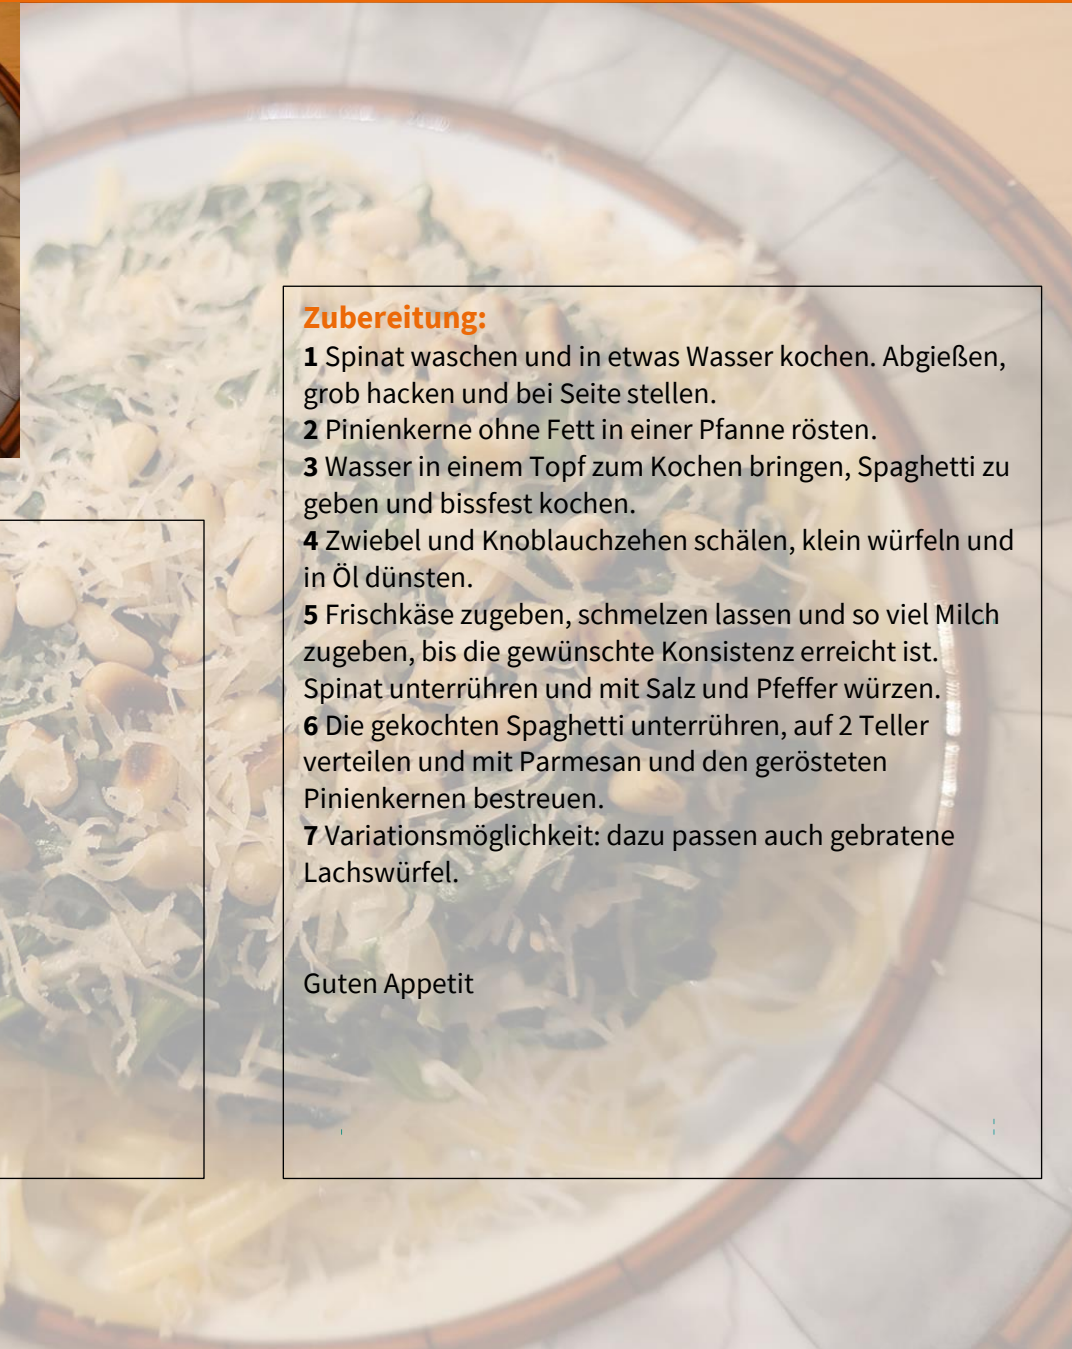 Zubereitung:
1 Spinat waschen und in etwas Wasser kochen. Abgießen,
grob hacken und bei Seite stellen.
2 Pinienkerne ohne Fett in einer Pfanne rösten.
3 Wasser in einem Topf zum Kochen bringen, Spaghetti zu
geben und bissfest kochen.
4 Zwiebel und Knoblauchzehen schälen, klein würfeln und
in Öl dünsten.
5 Frischkäse zugeben, schmelzen lassen und so viel Milch
zugeben, bis die gewünschte Konsistenz erreicht ist.
Spinat unterrühren und mit Salz und Pfeffer würzen.
6 Die gekochten Spaghetti unterrühren, auf 2 Teller
verteilen und mit Parmesan und den gerösteten
Pinienkernen bestreuen.
7 Variationsmöglichkeit: dazu passen auch gebratene
Lachswürfel.
Guten Appetit